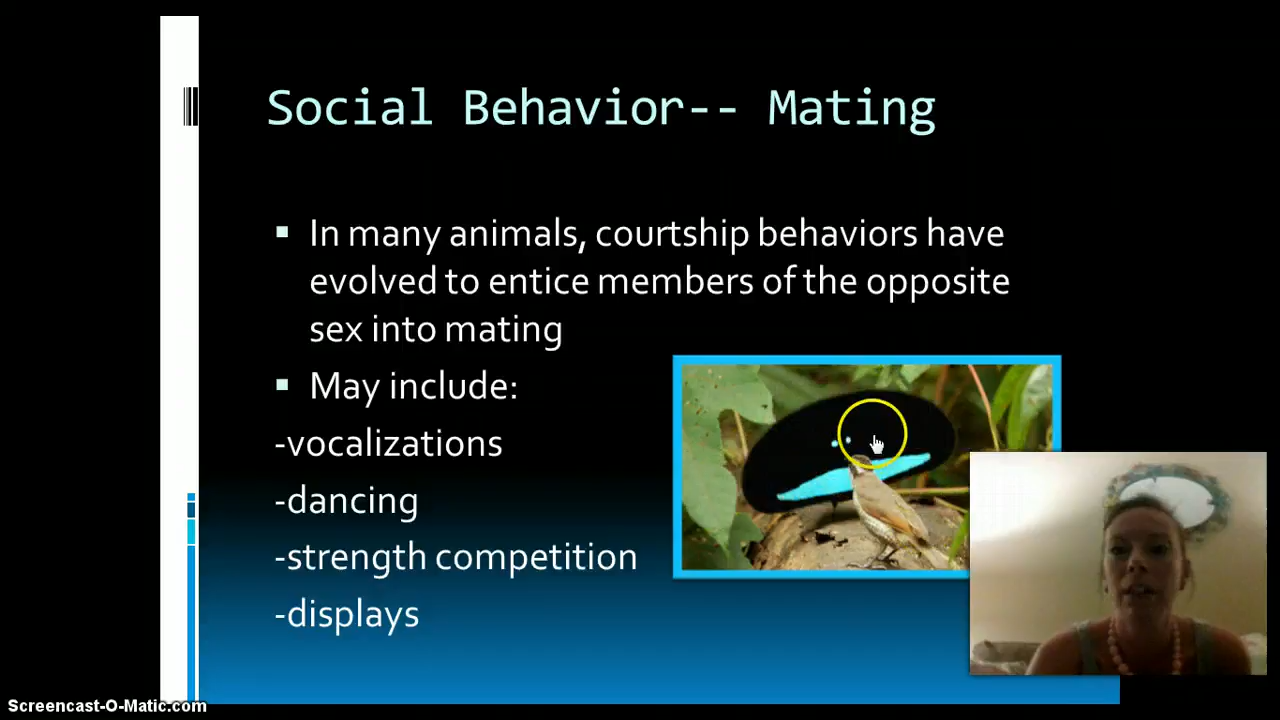 Social Behavior-- Mating
In many animals, courtship behaviors have
evolved to entice members of the opposite
sex into mating
May include:
-vocalizations
-dancing
-strength competition
-displays
Screencast-O-Matic.com